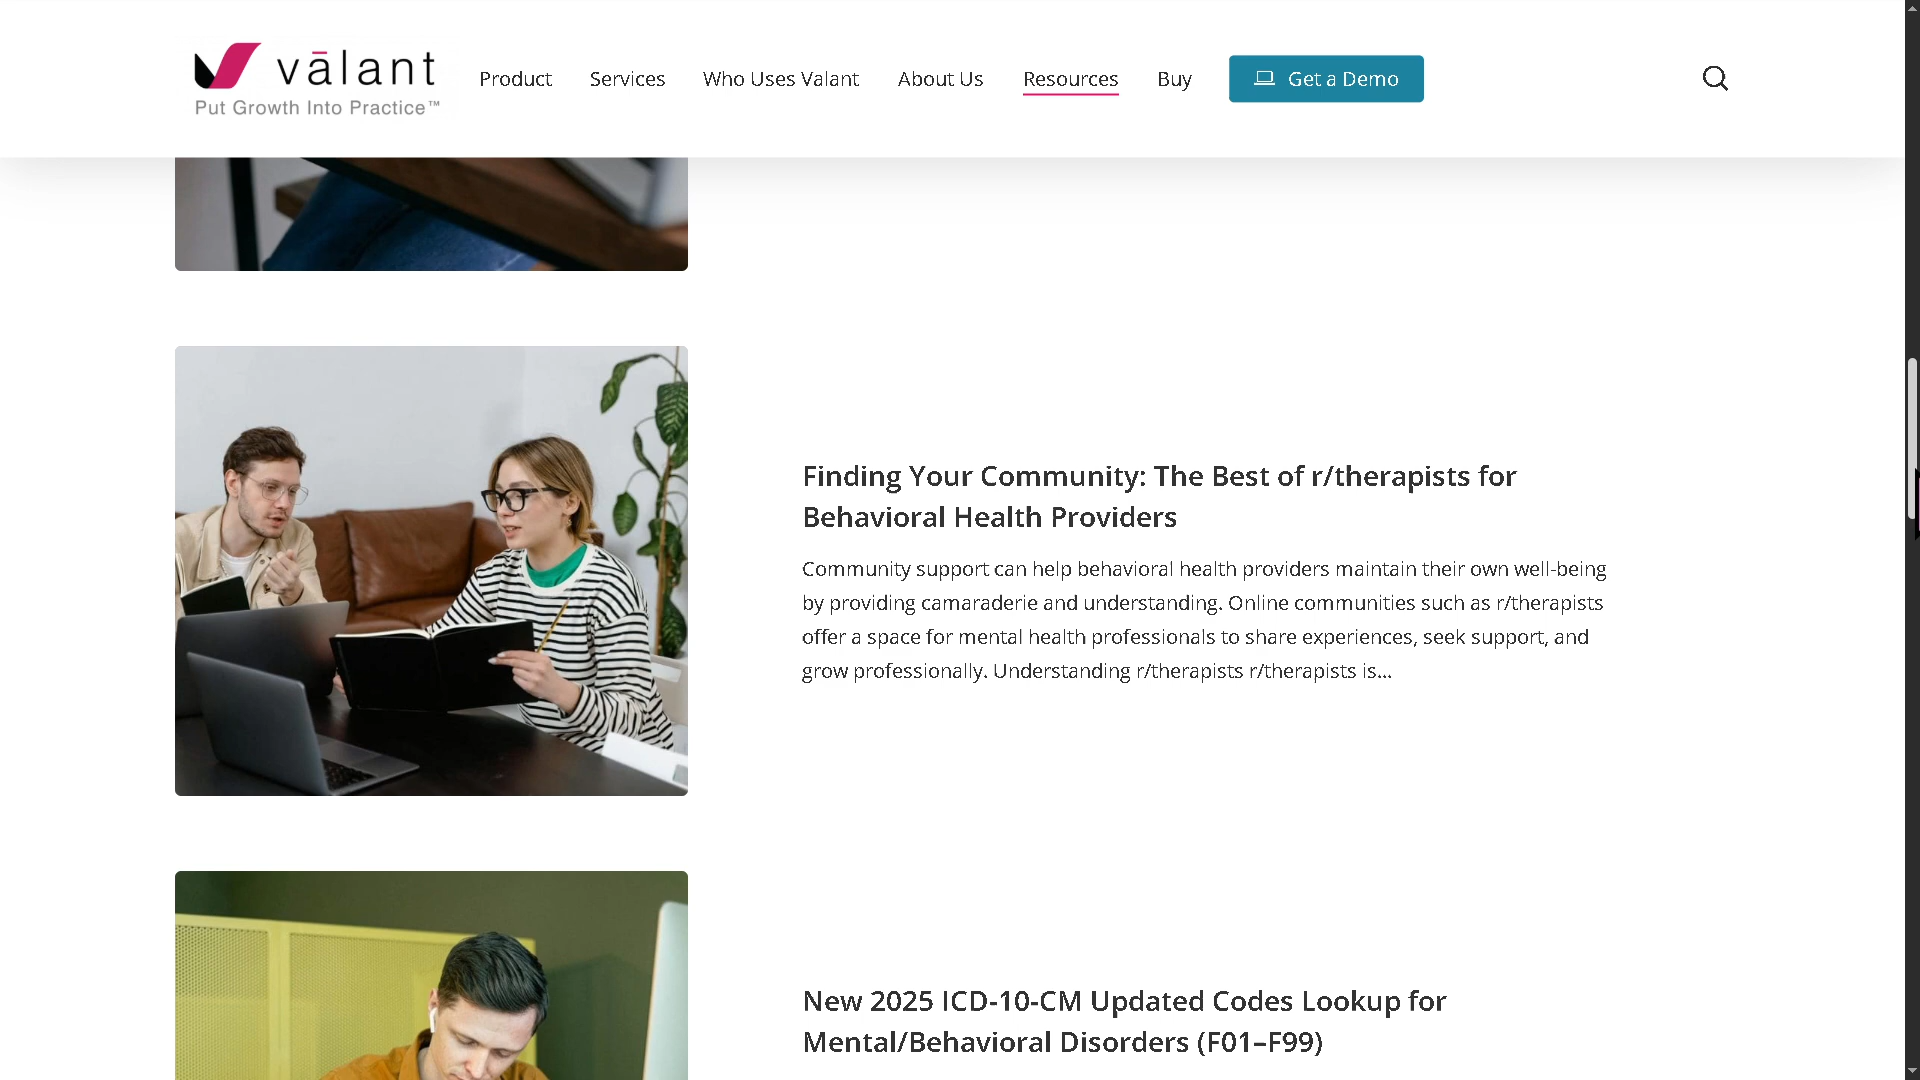 vālant
Put Growth Into Practice™
Product
Services
Who Uses Valant
About Us
Resources
Buy
Get a Demo
Finding Your Community: The Best of r/therapists for
Behavioral Health Providers
Community support can help behavioral health providers maintain their own well-being
by providing camaraderie and understanding. Online communities such as r/therapists
offer a space for mental health professionals to share experiences, seek support, and
grow professionally. Understanding r/therapists r/therapists is...
New 2025 ICD-10-CM Updated Codes Lookup for
Mental/Behavioral Disorders (F01–F99)